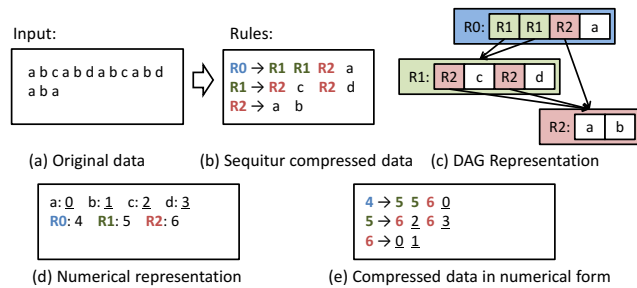 Input:
a b c a b d a b c a b d
a b a
(a) Original data
Rules:
R0 → R1 R1 R2 a
R1 → R2 c R2 d
R2 → a b
(b) Sequitur compressed data
R0: R1 R1 R2 a
R1: R2 c R2 d
R2: a b
(c) DAG Representation
a: 0 b: 1 c: 2 d: 3
R0: 4 R1: 5 R2: 6
(d) Numerical representation
4 → 5 5 6 0
5 → 6 2 6 3
6 → 0 1
(e) Compressed data in numerical form